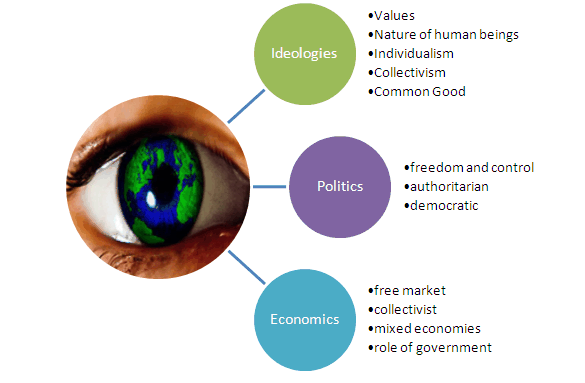 Ideologies
•Values
•Nature of human beings
•Individualism
•Collectivism
•Common Good
Politics
•freedom and control
•authoritarian
•democratic
Economics
•free market
•collectivist
•mixed economies
•role of government